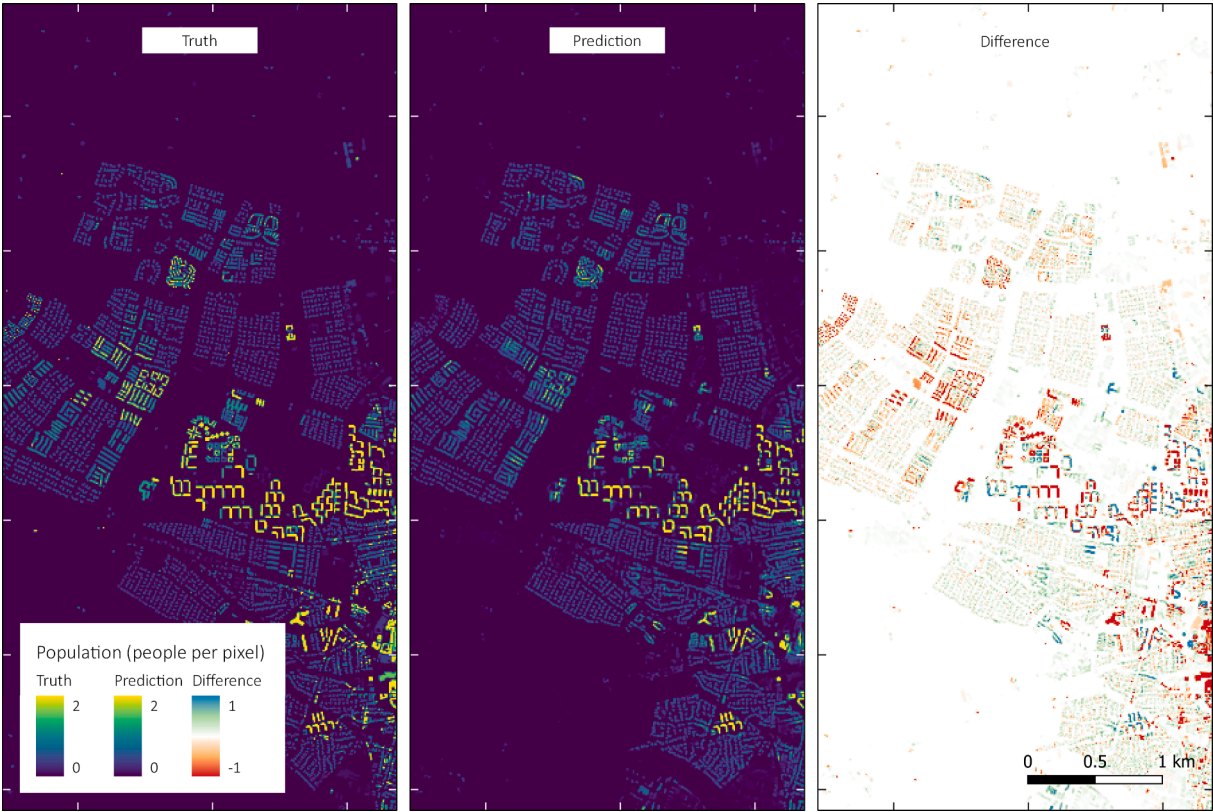 Truth
Prediction
Difference
Population (people per pixel)
Truth Prediction Difference
2 2 1
0 0 -1
0 0.5 1 km